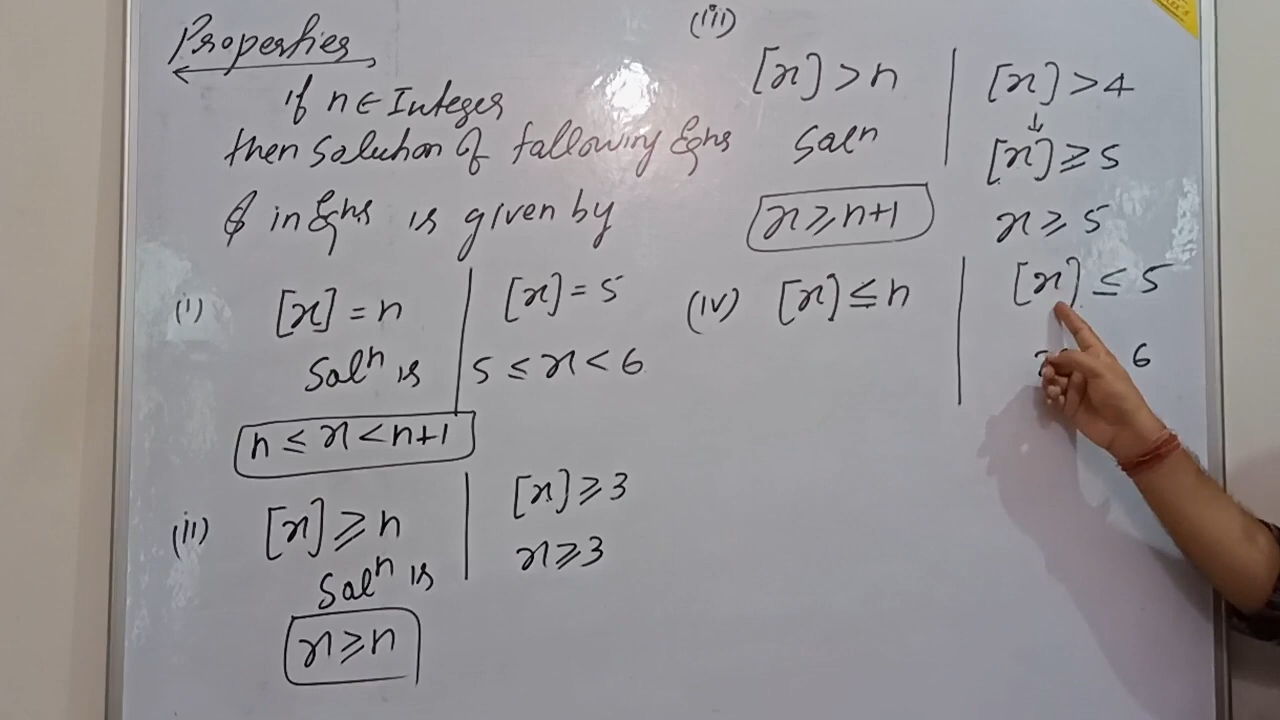 Properties
if n ∈ Integer
then solution of following Eqns
& in Eqns is given by
(i) [x] = n | [x] = 5
Solⁿ is | 5 ≤ x < 6
n ≤ x < n+1
(ii) [x] ≥ n | [x] ≥ 3
Solⁿ is | x ≥ 3
x ≥ n
(iii)
[x] > n | [x] > 4
↓
Solⁿ | [x] ≥ 5
x ≥ n+1 | x ≥ 5
(iv) [x] ≤ n | [x] ≤ 5
6